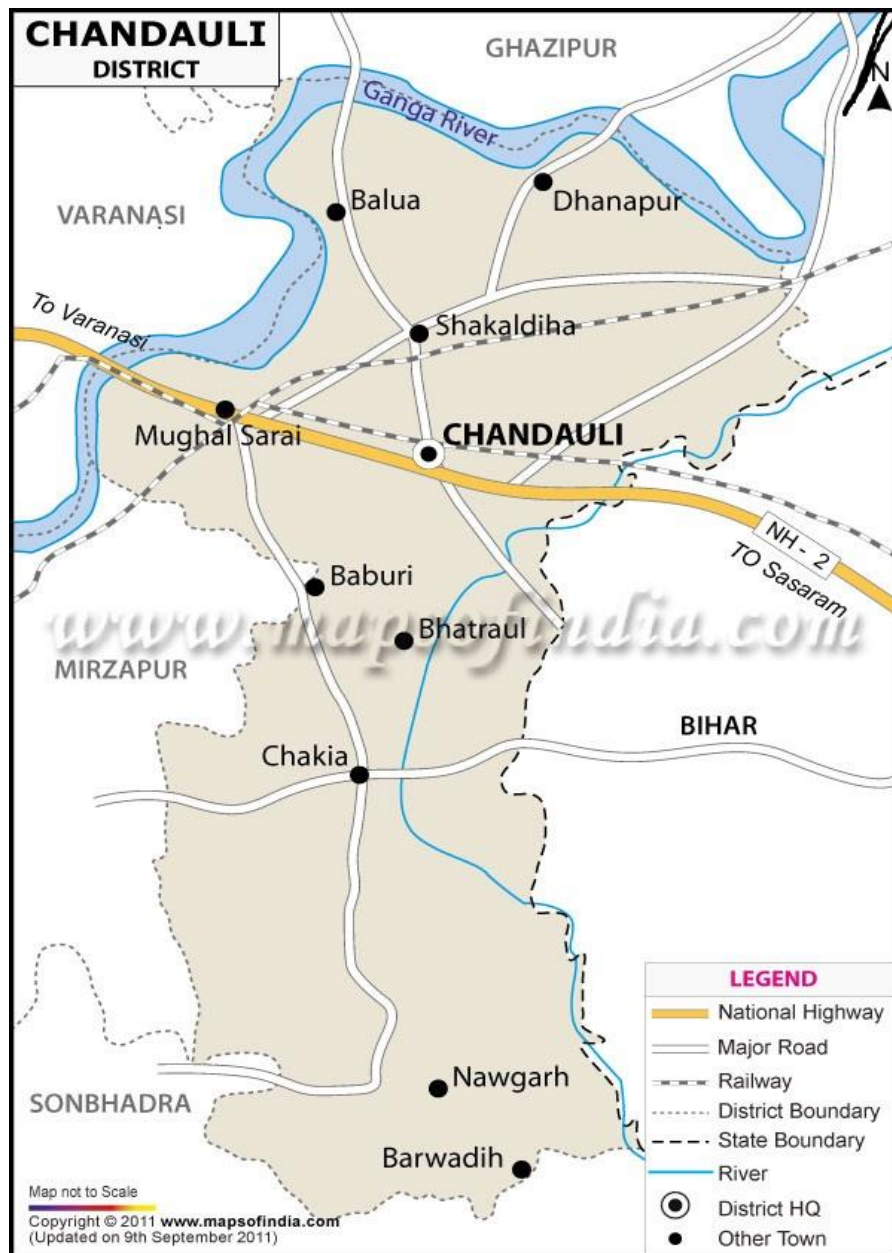 CHANDAULI
DISTRICT
GHAZIPUR
N
Ganga River
VARANASI
Balua
Dhanapur
To Varanasi
Shakaldiha
Mughal Sarai
CHANDAULI
NH - 2
TO Sasaram
Baburi
www.mapsofindia.com
Bhatraul
MIRZAPUR
BIHAR
Chakia
Nawgarh
SONBHADRA
Barwadih
LEGEND
National Highway
Major Road
Railway
District Boundary
State Boundary
River
District HQ
Other Town
Map not to Scale
Copyright © 2011 www.mapsofindia.com
(Updated on 9th September 2011)